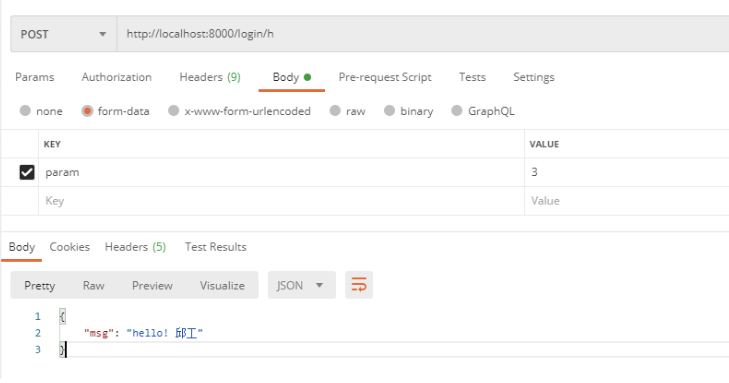 POST http://localhost:8000/login/h
Params Authorization Headers (9) Body Pre-request Script Tests Settings
none form-data x-www-form-urlencoded raw binary GraphQL
KEY VALUE
param 3
Key Value
Body Cookies Headers (5) Test Results
Pretty Raw Preview Visualize JSON
1 {
2 "msg": "hello! 邱工"
3 }